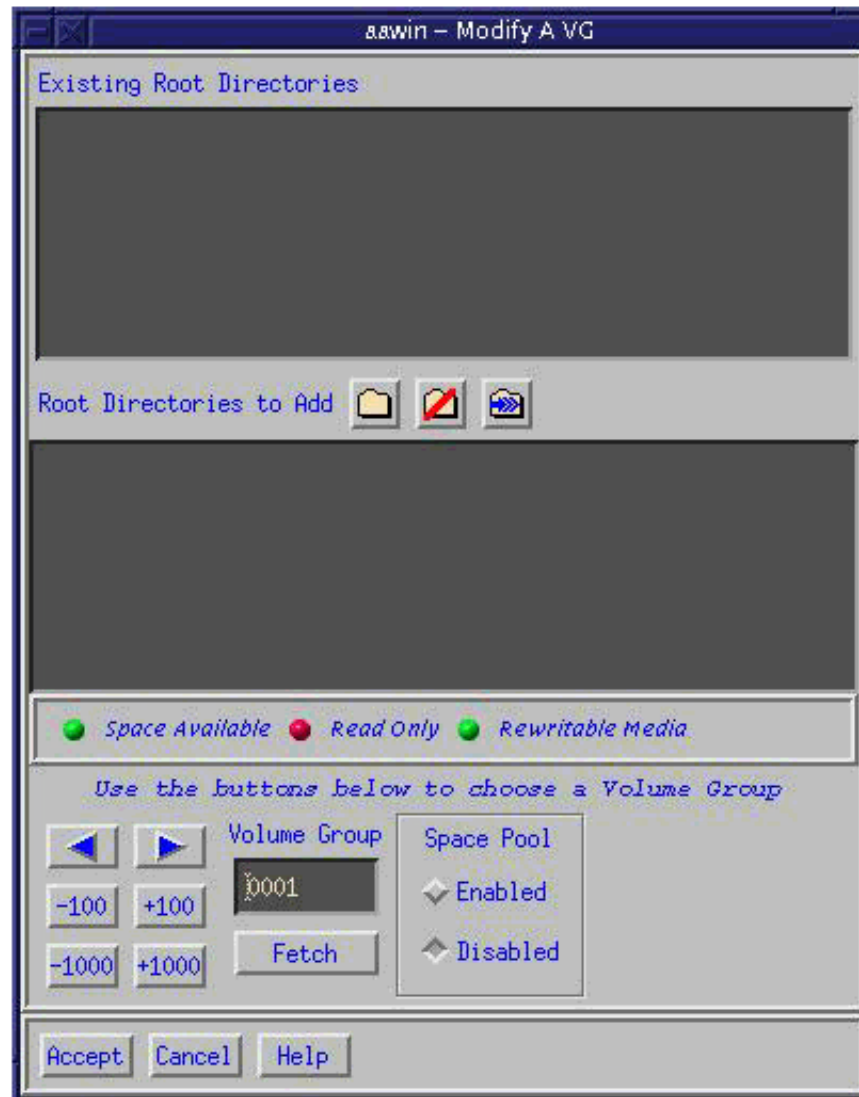 aawin – Modify A VG
Existing Root Directories
Root Directories to Add
Space Available Read Only Rewritable Media
Use the buttons below to choose a Volume Group
Volume Group
Space Pool
0001
Enabled
-100 +100
Fetch
Disabled
-1000 +1000
Accept Cancel Help